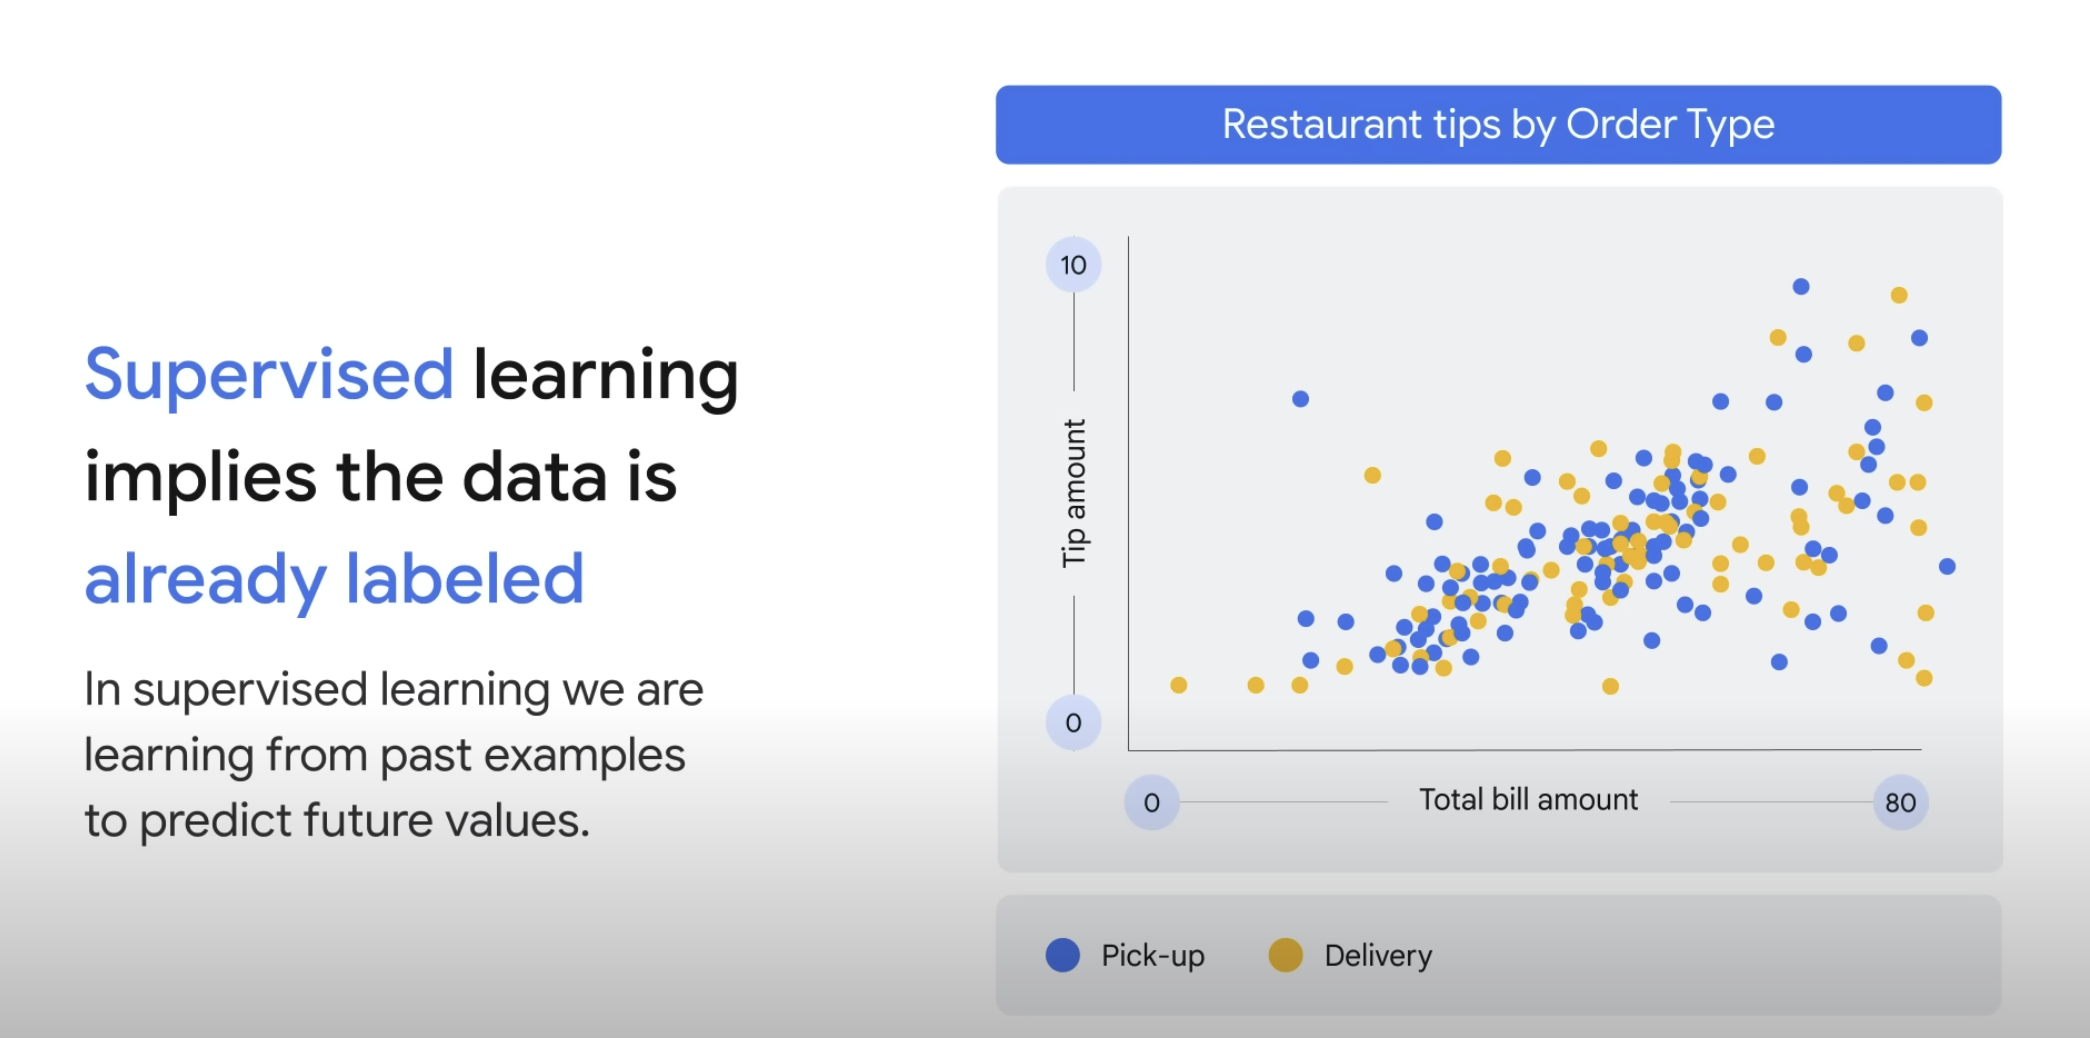 Supervised learning
implies the data is
already labeled
In supervised learning we are
learning from past examples
to predict future values.
Restaurant tips by Order Type
10
Tip amount
0
0
Total bill amount
80
Pick-up
Delivery